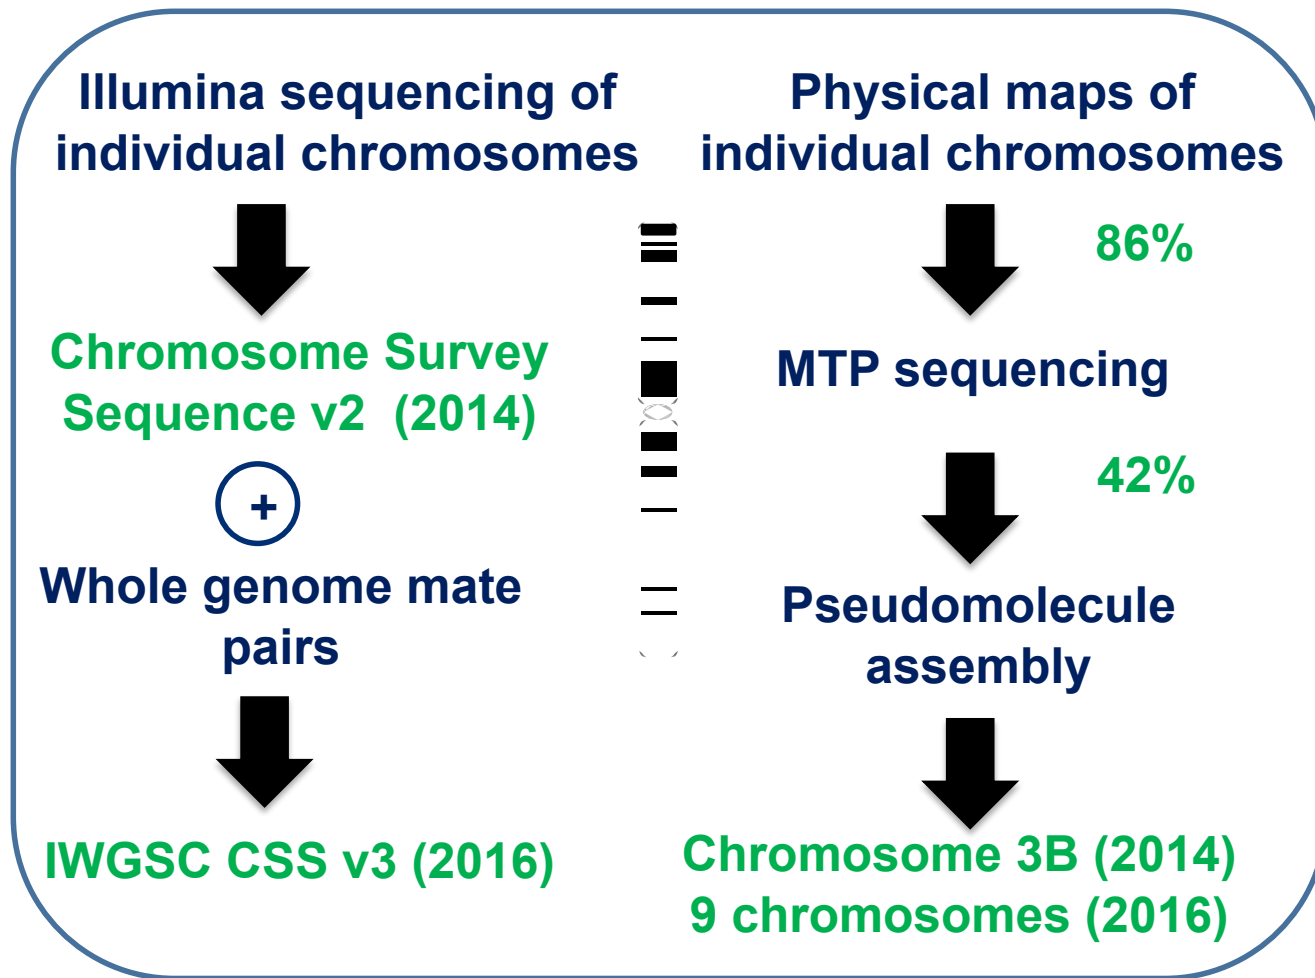 Illumina sequencing of
individual chromosomes
Chromosome Survey
Sequence v2 (2014)
+
Whole genome mate
pairs
IWGSC CSS v3 (2016)
Physical maps of
individual chromosomes
86%
MTP sequencing
42%
Pseudomolecule
assembly
Chromosome 3B (2014)
9 chromosomes (2016)